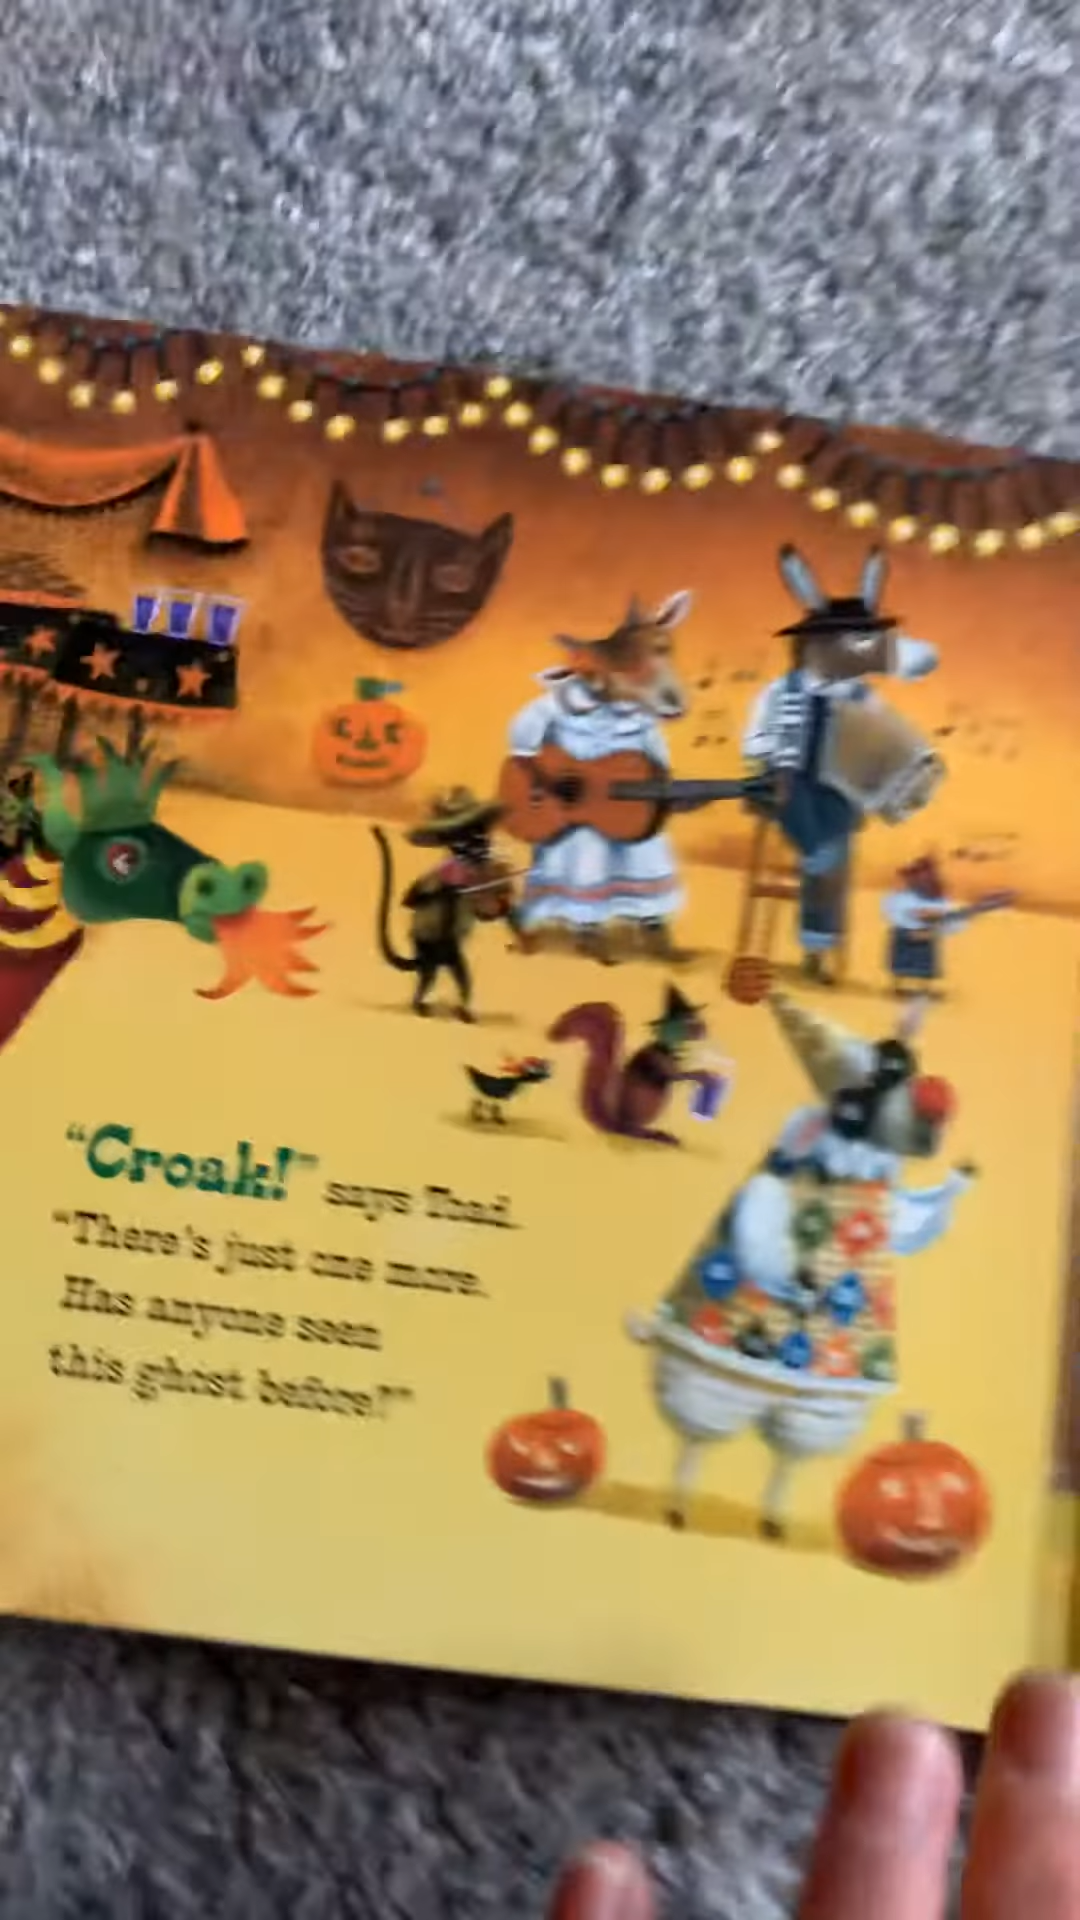 “Croak!” says Toad.
“There's just one more.
Has anyone seen
this ghost before?”